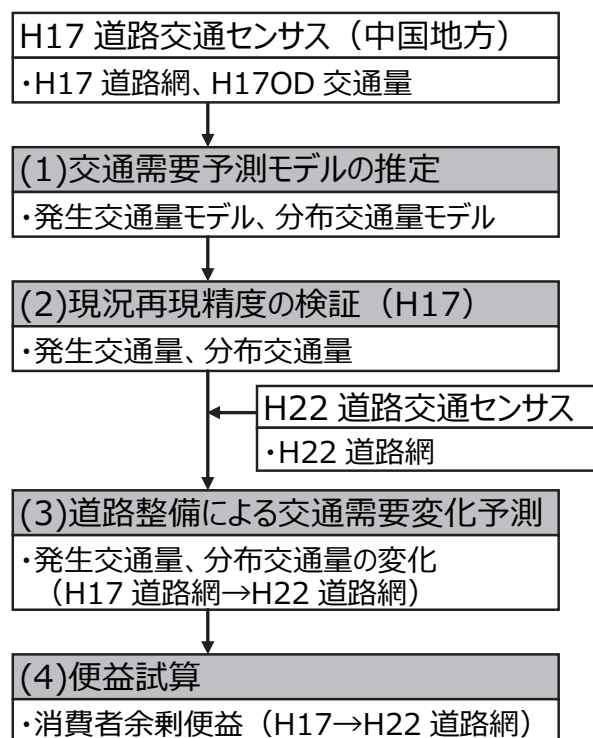 H17 道路交通センサス（中国地方）
・H17 道路網、H17OD 交通量
(1)交通需要予測モデルの推定
・発生交通量モデル、分布交通量モデル
(2)現況再現精度の検証（H17）
・発生交通量、分布交通量
H22 道路交通センサス
・H22 道路網
(3)道路整備による交通需要変化予測
・発生交通量、分布交通量の変化
（H17 道路網→H22 道路網）
(4)便益試算
・消費者余剰便益（H17→H22 道路網）